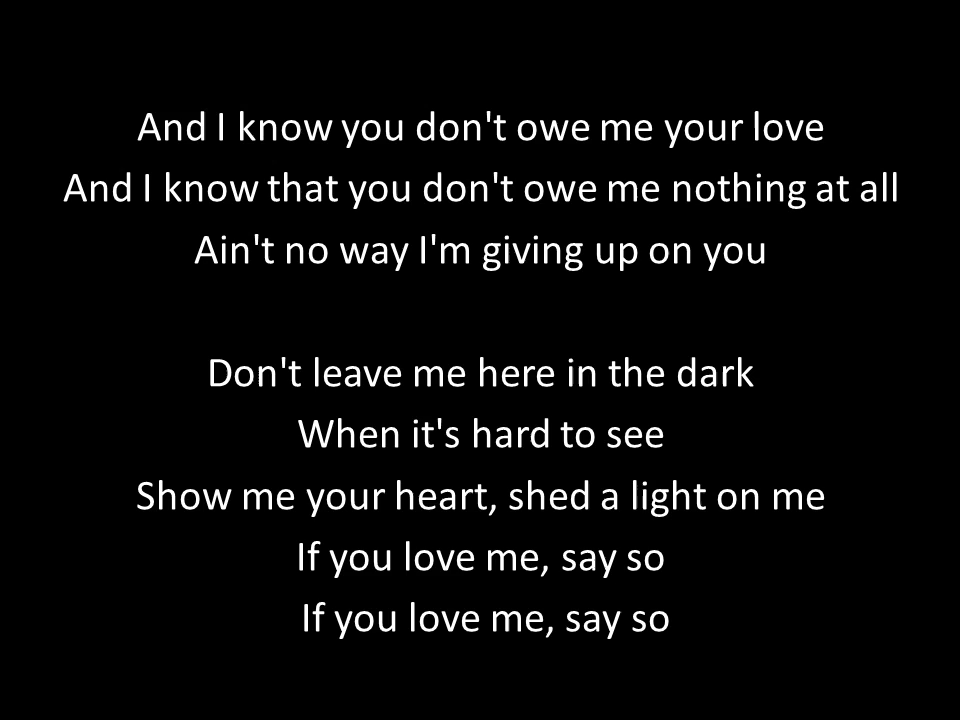 And I know you don't owe me your love
And I know that you don't owe me nothing at all
Ain't no way I'm giving up on you
Don't leave me here in the dark
When it's hard to see
Show me your heart, shed a light on me
If you love me, say so
If you love me, say so